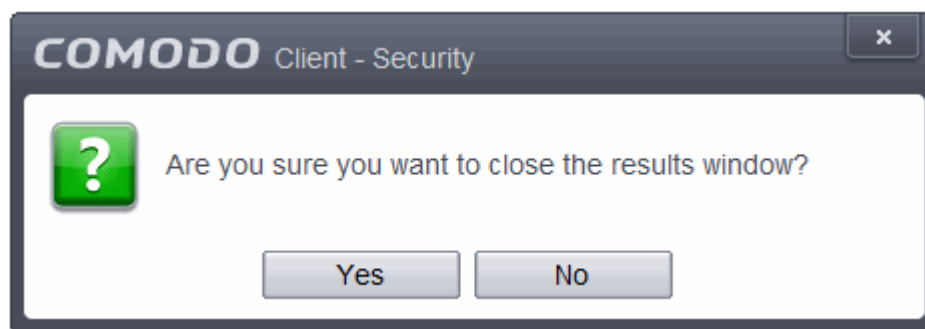 COMODO Client - Security
Are you sure you want to close the results window?
Yes No